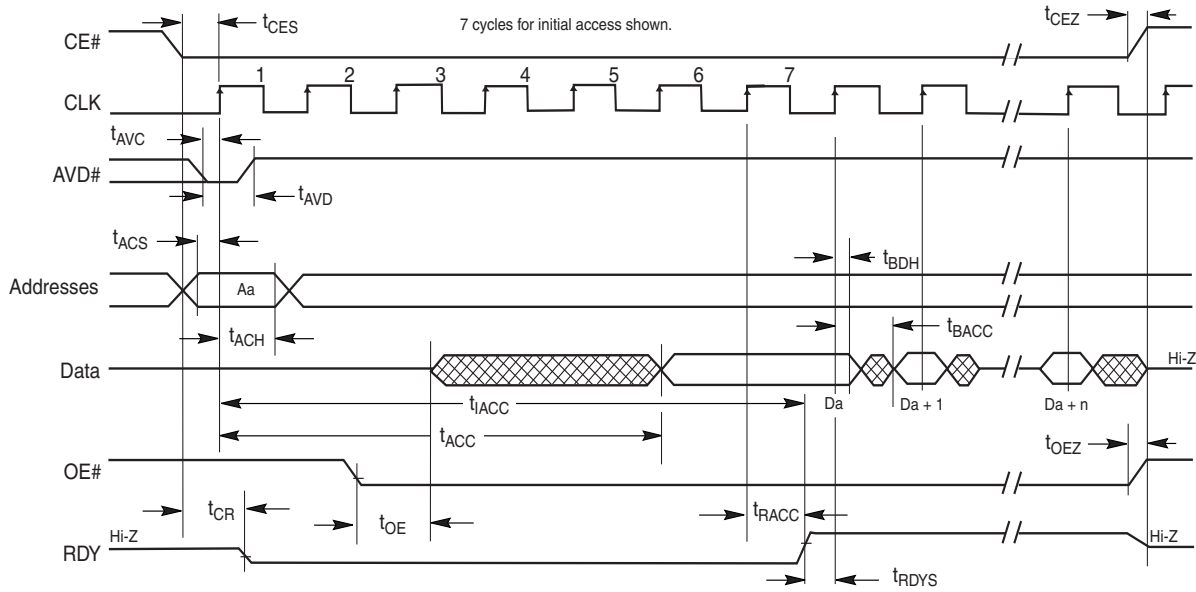 tCES
7 cycles for initial access shown.
tCEZ
CE#
1 2 3 4 5 6 7
CLK
tAVC
AVD#
tAVD
tACS
tBDH
Addresses
Aa
tACH
tBACC
Data
Hi-Z
tIACC
Da
Da + 1
Da + n
tACC
tOEZ
OE#
tCR
tOE
tRACC
Hi-Z
Hi-Z
RDY
tRDYS